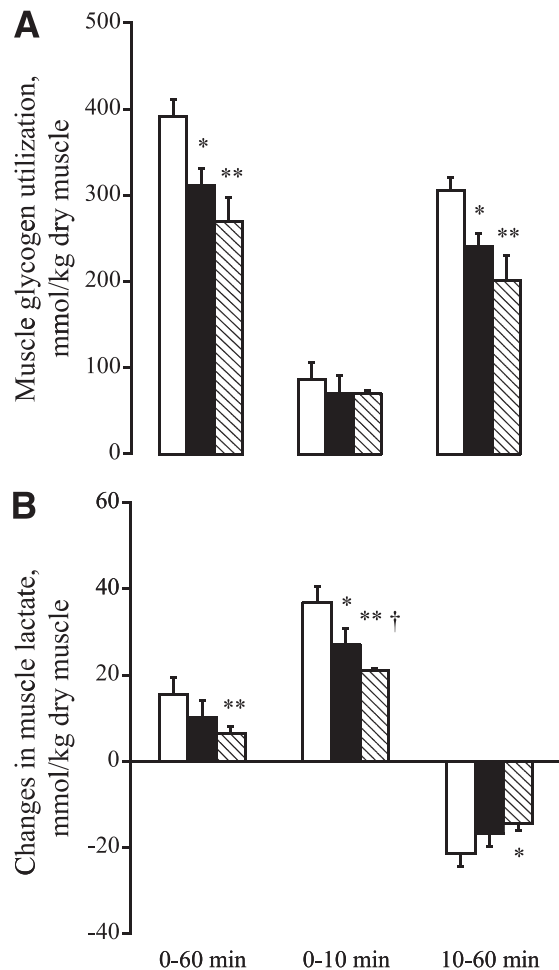 A
500
400
300
200
100
0
Muscle glycogen utilization,
mmol/kg dry muscle
*
**
*
**
B
60
40
20
0
-20
-40
Changes in muscle lactate,
mmol/kg dry muscle
**
*
** †
*
0-60 min
0-10 min
10-60 min